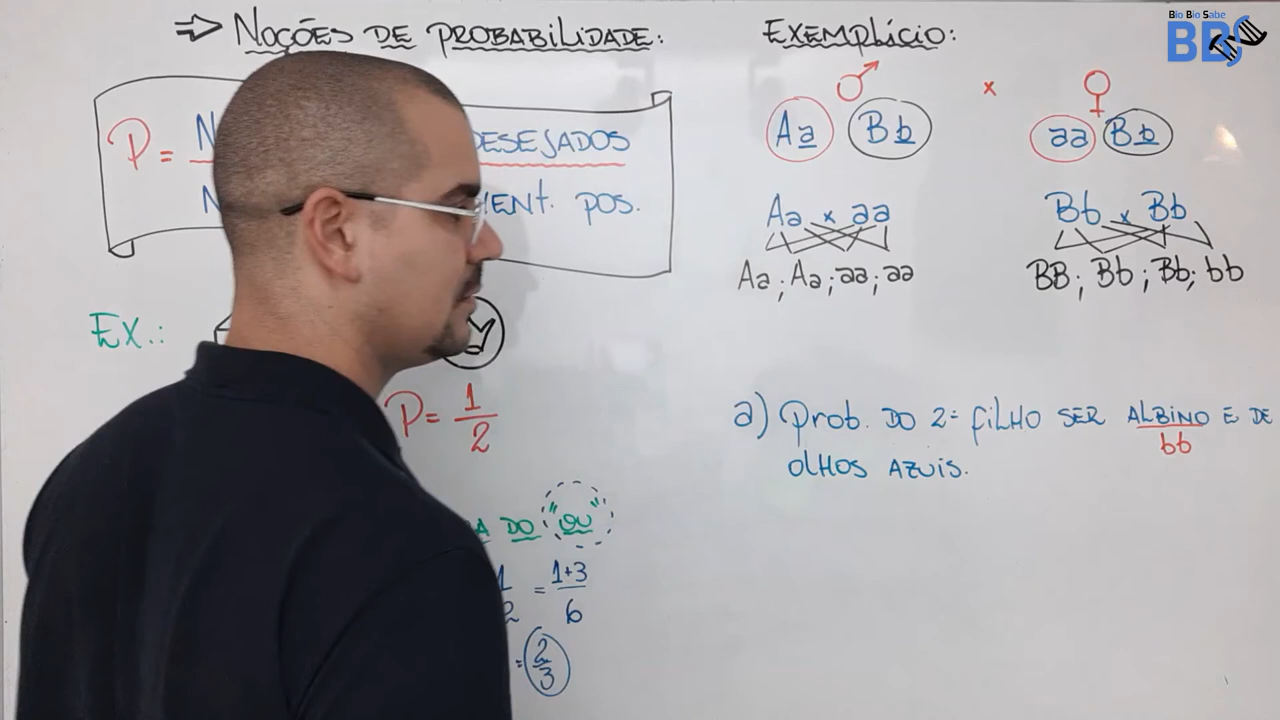 ⇒ NOÇÕES DE PROBABILIDADE:
P = N DESEJADOS
N MENT. POS.
EX.:
P = 1/2
A DO "OU"
1/2 = 1+3/6
= 2/3
EXEMPLÍCIO:
♂ x ♀
Aa Bb aa Bb
Aa x aa
Aa ; Aa ; aa ; aa
Bb x Bb
BB ; Bb ; Bb ; bb
a) Prob. DO 2º filho SER ALBINO E DE
bb
OLHOS AZUIS.
Bio Bio Sabe
BBS